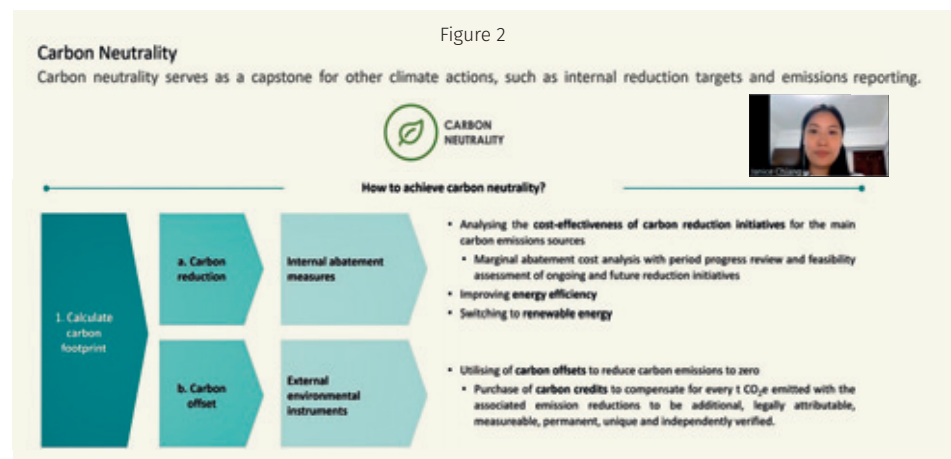 Figure 2
Carbon Neutrality
Carbon neutrality serves as a capstone for other climate actions, such as internal reduction targets and emissions reporting.
CARBON
NEUTRALITY
Chiang
How to achieve carbon neutrality?
1. Calculate
carbon
footprint
a. Carbon
reduction
Internal abatement
measures
• Analysing the cost-effectiveness of carbon reduction initiatives for the main
carbon emissions sources
• Marginal abatement cost analysis with period progress review and feasibility
assessment of ongoing and future reduction initiatives
• Improving energy efficiency
• Switching to renewable energy
b. Carbon
offset
External
environmental
instruments
• Utilising of carbon offsets to reduce carbon emissions to zero
• Purchase of carbon credits to compensate for every t CO₂e emitted with the
associated emission reductions to be additional, legally attributable,
measureable, permanent, unique and independently verified.